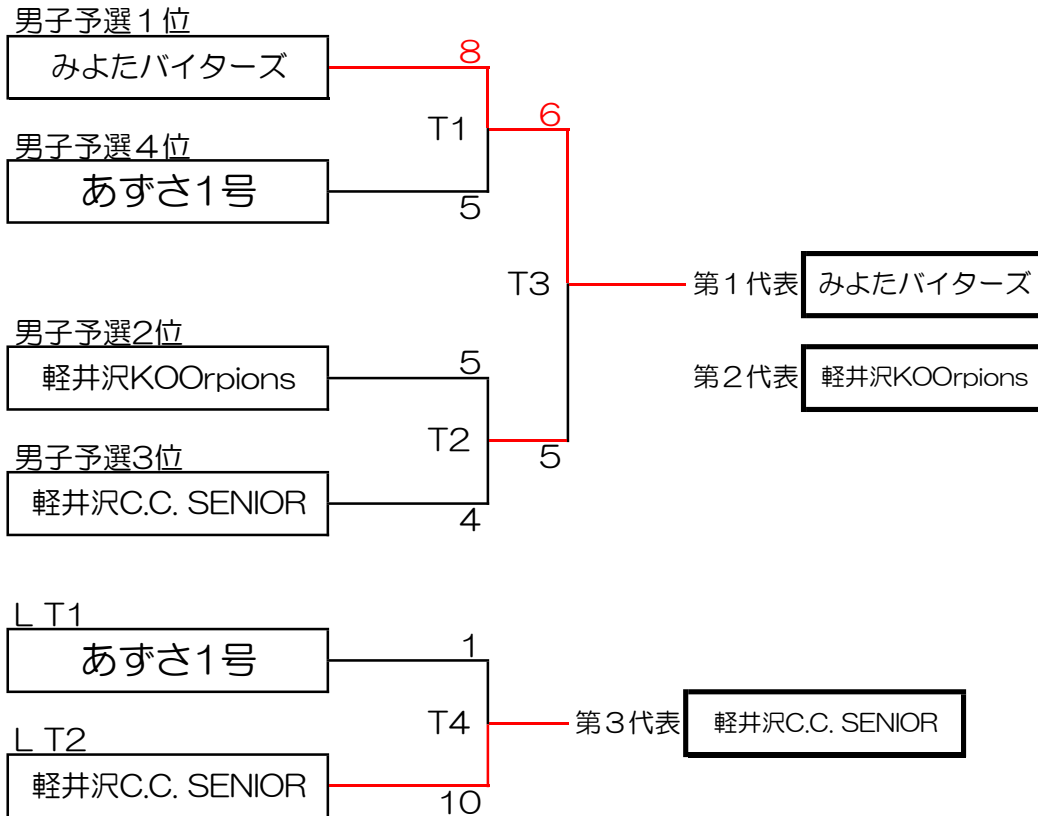 男子予選１位
みよたバイターズ
8
T1
6
男子予選４位
あずさ1号
5
T3
第１代表
みよたバイターズ
男子予選2位
軽井沢KOOrpions
5
第２代表
軽井沢KOOrpions
T2
5
男子予選3位
軽井沢C.C. SENIOR
4
L T1
あずさ1号
1
T4
第３代表
軽井沢C.C. SENIOR
L T2
軽井沢C.C. SENIOR
10